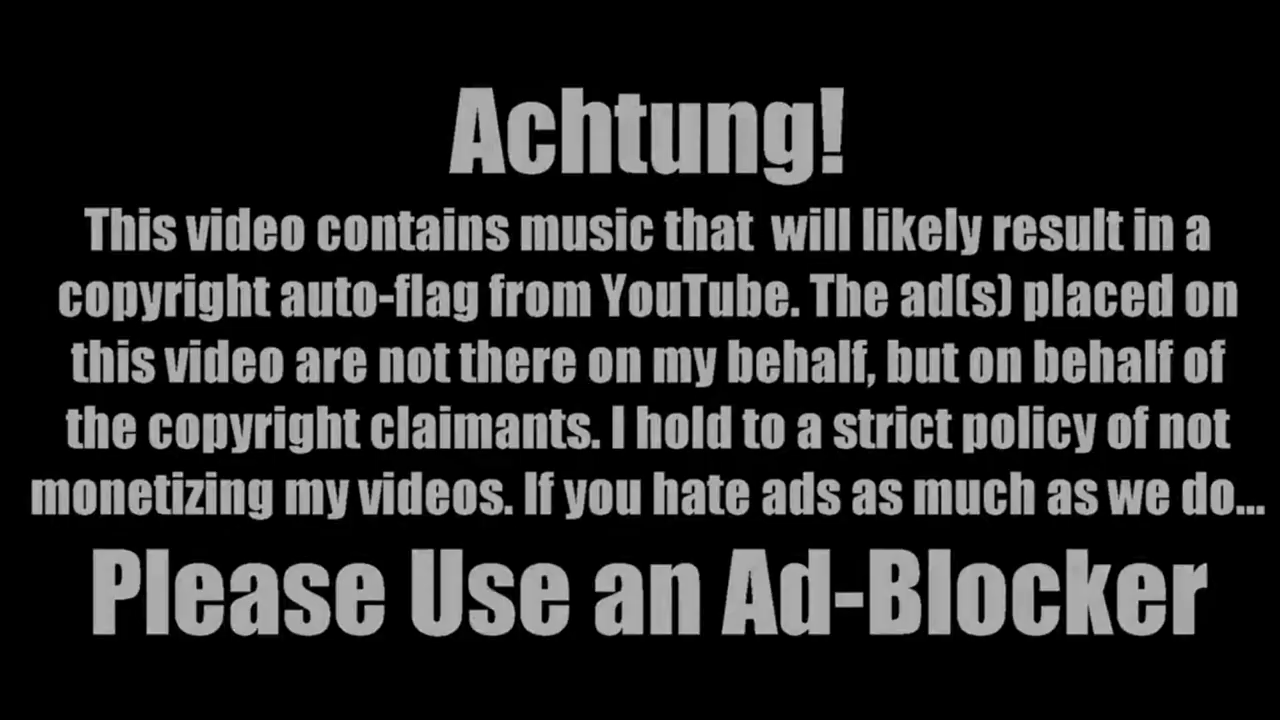 Achtung!
This video contains music that  will likely result in a
copyright auto-flag from YouTube. The ad(s) placed on
this video are not there on my behalf, but on behalf of
the copyright claimants. I hold to a strict policy of not
monetizing my videos. If you hate ads as much as we do...
Please Use an Ad-Blocker